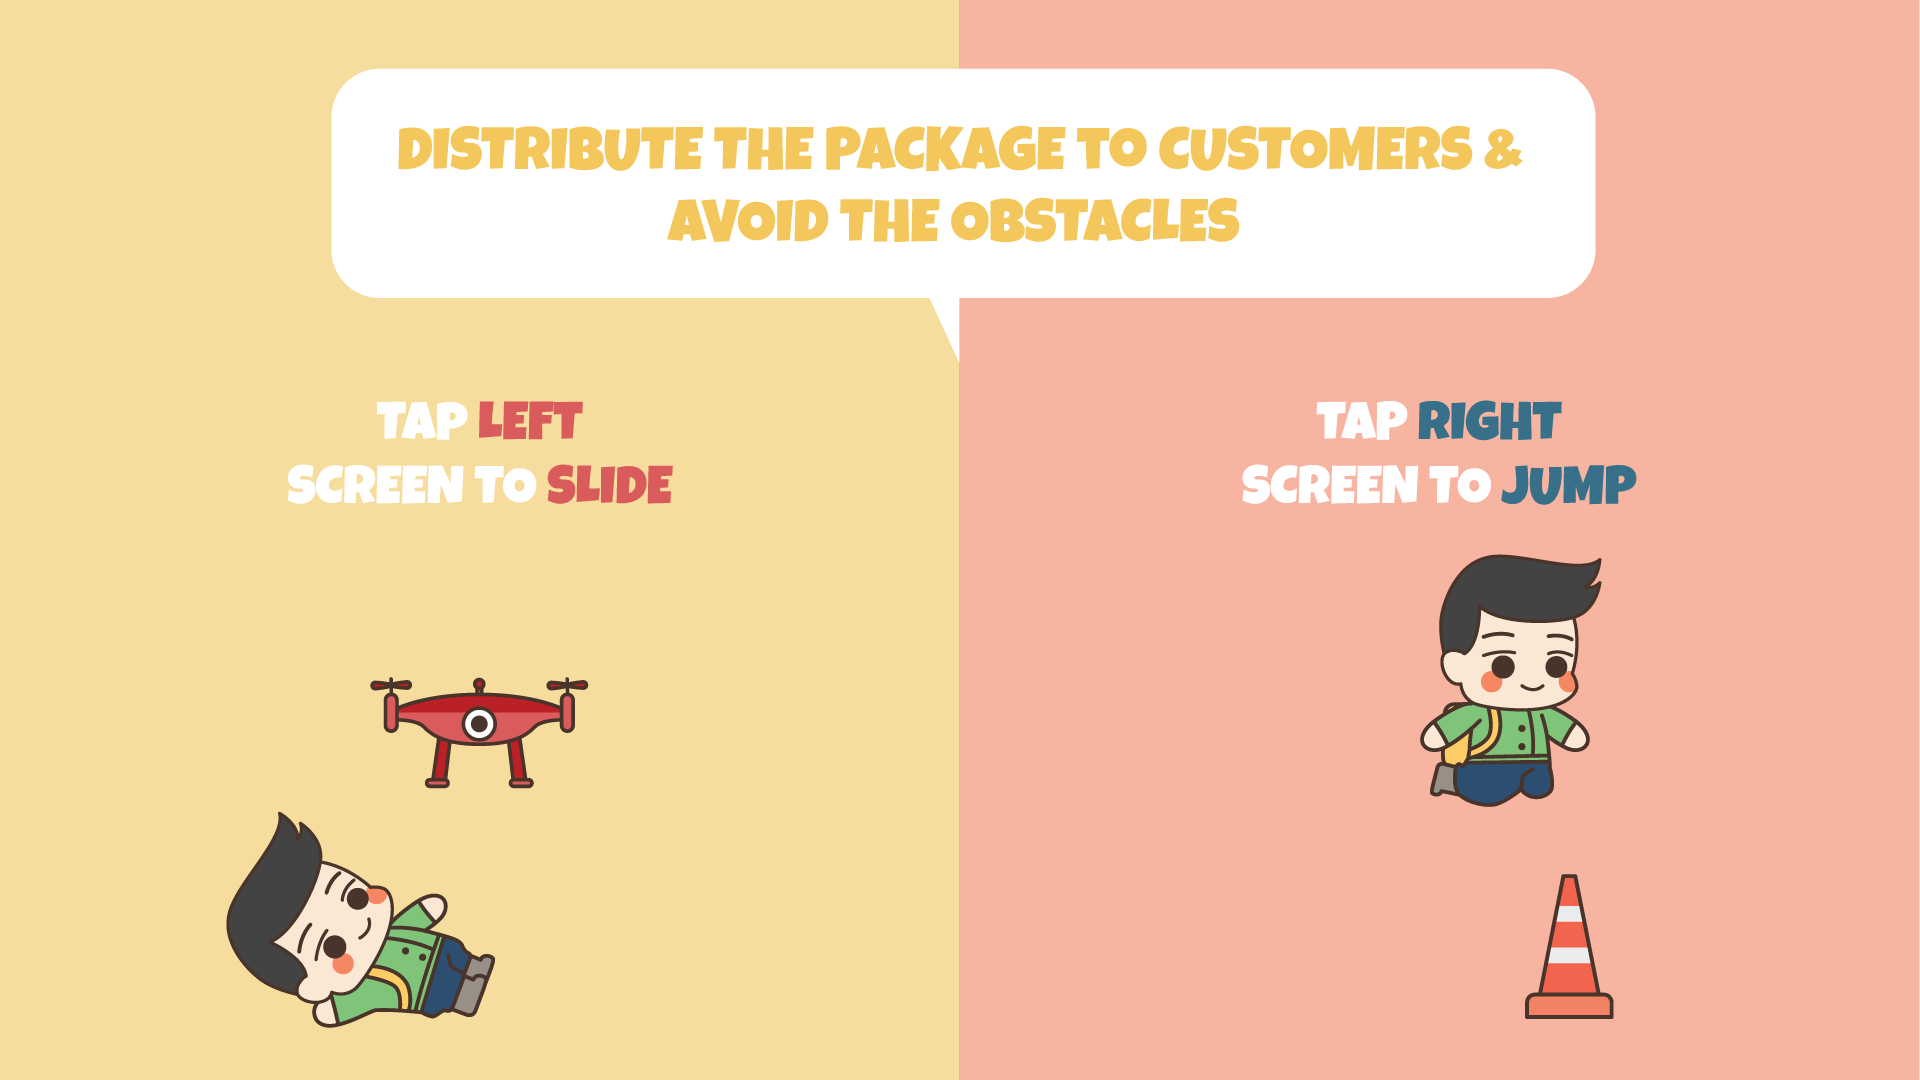 DISTRIBUTE THE PACKAGE TO CUSTOMERS &
AVOID THE OBSTACLES
TAP LEFT
SCREEN TO SLIDE
TAP RIGHT
SCREEN TO JUMP